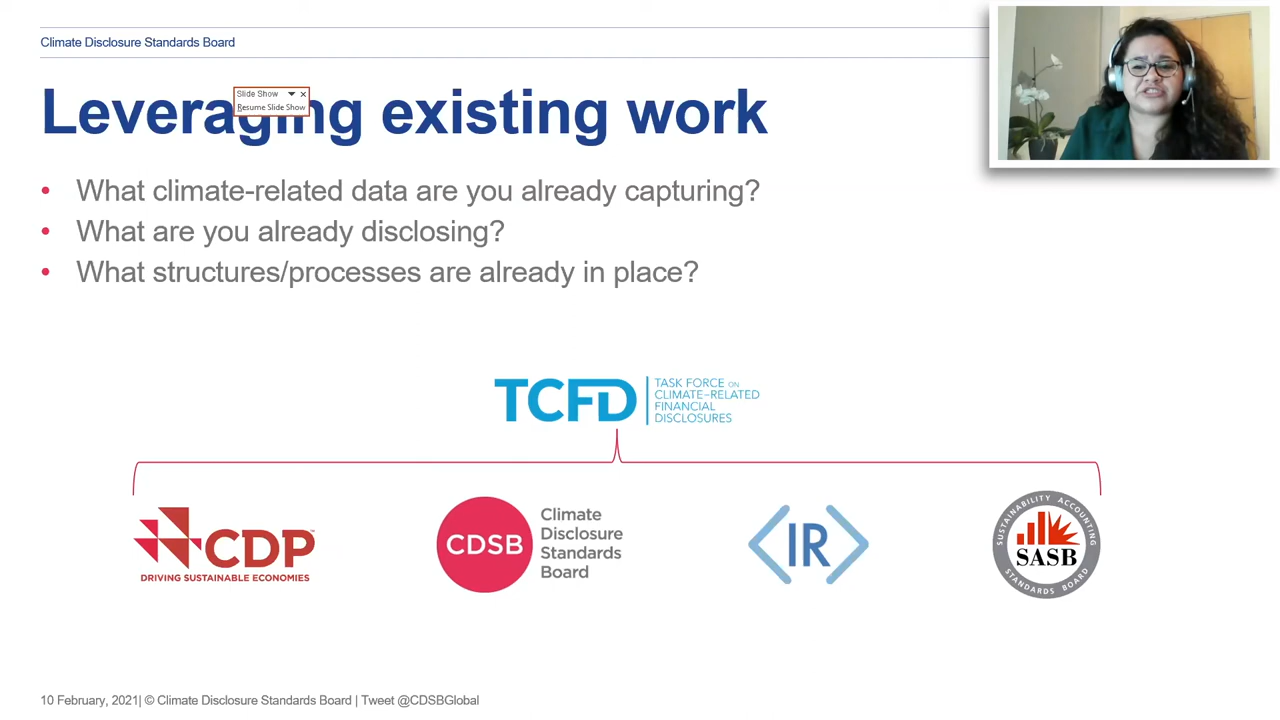 Climate Disclosure Standards Board
Leveraging existing work
Slide Show
Resume Slide Show
• What climate-related data are you already capturing?
• What are you already disclosing?
• What structures/processes are already in place?
TCFD
TASK FORCE ON
CLIMATE-RELATED
FINANCIAL
DISCLOSURES
CDP™
DRIVING SUSTAINABLE ECONOMIES
CDSB
Climate
Disclosure
Standards
Board
<IR>
SUSTAINABILITY ACCOUNTING
SASB
STANDARDS BOARD
10 February, 2021| © Climate Disclosure Standards Board | Tweet @CDSBGlobal